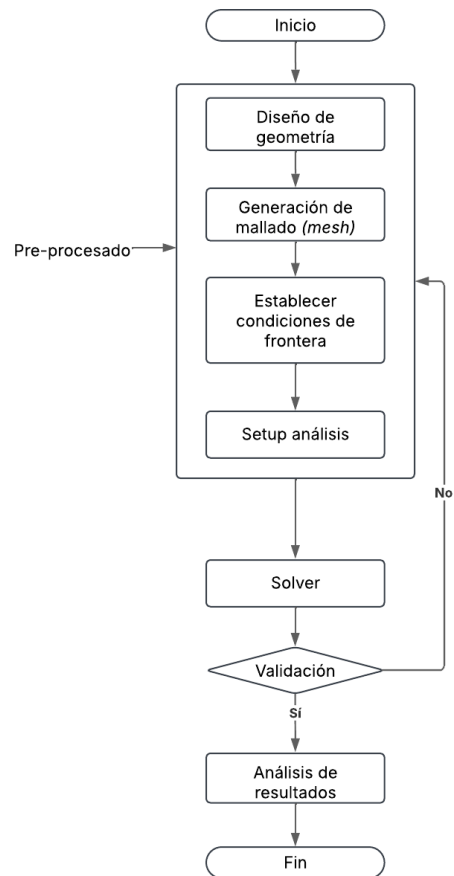 Inicio
Diseño de
geometría
Generación de
mallado (mesh)
Pre-procesado
Establecer
condiciones de
frontera
Setup análisis
No
Solver
Validación
Sí
Análisis de
resultados
Fin